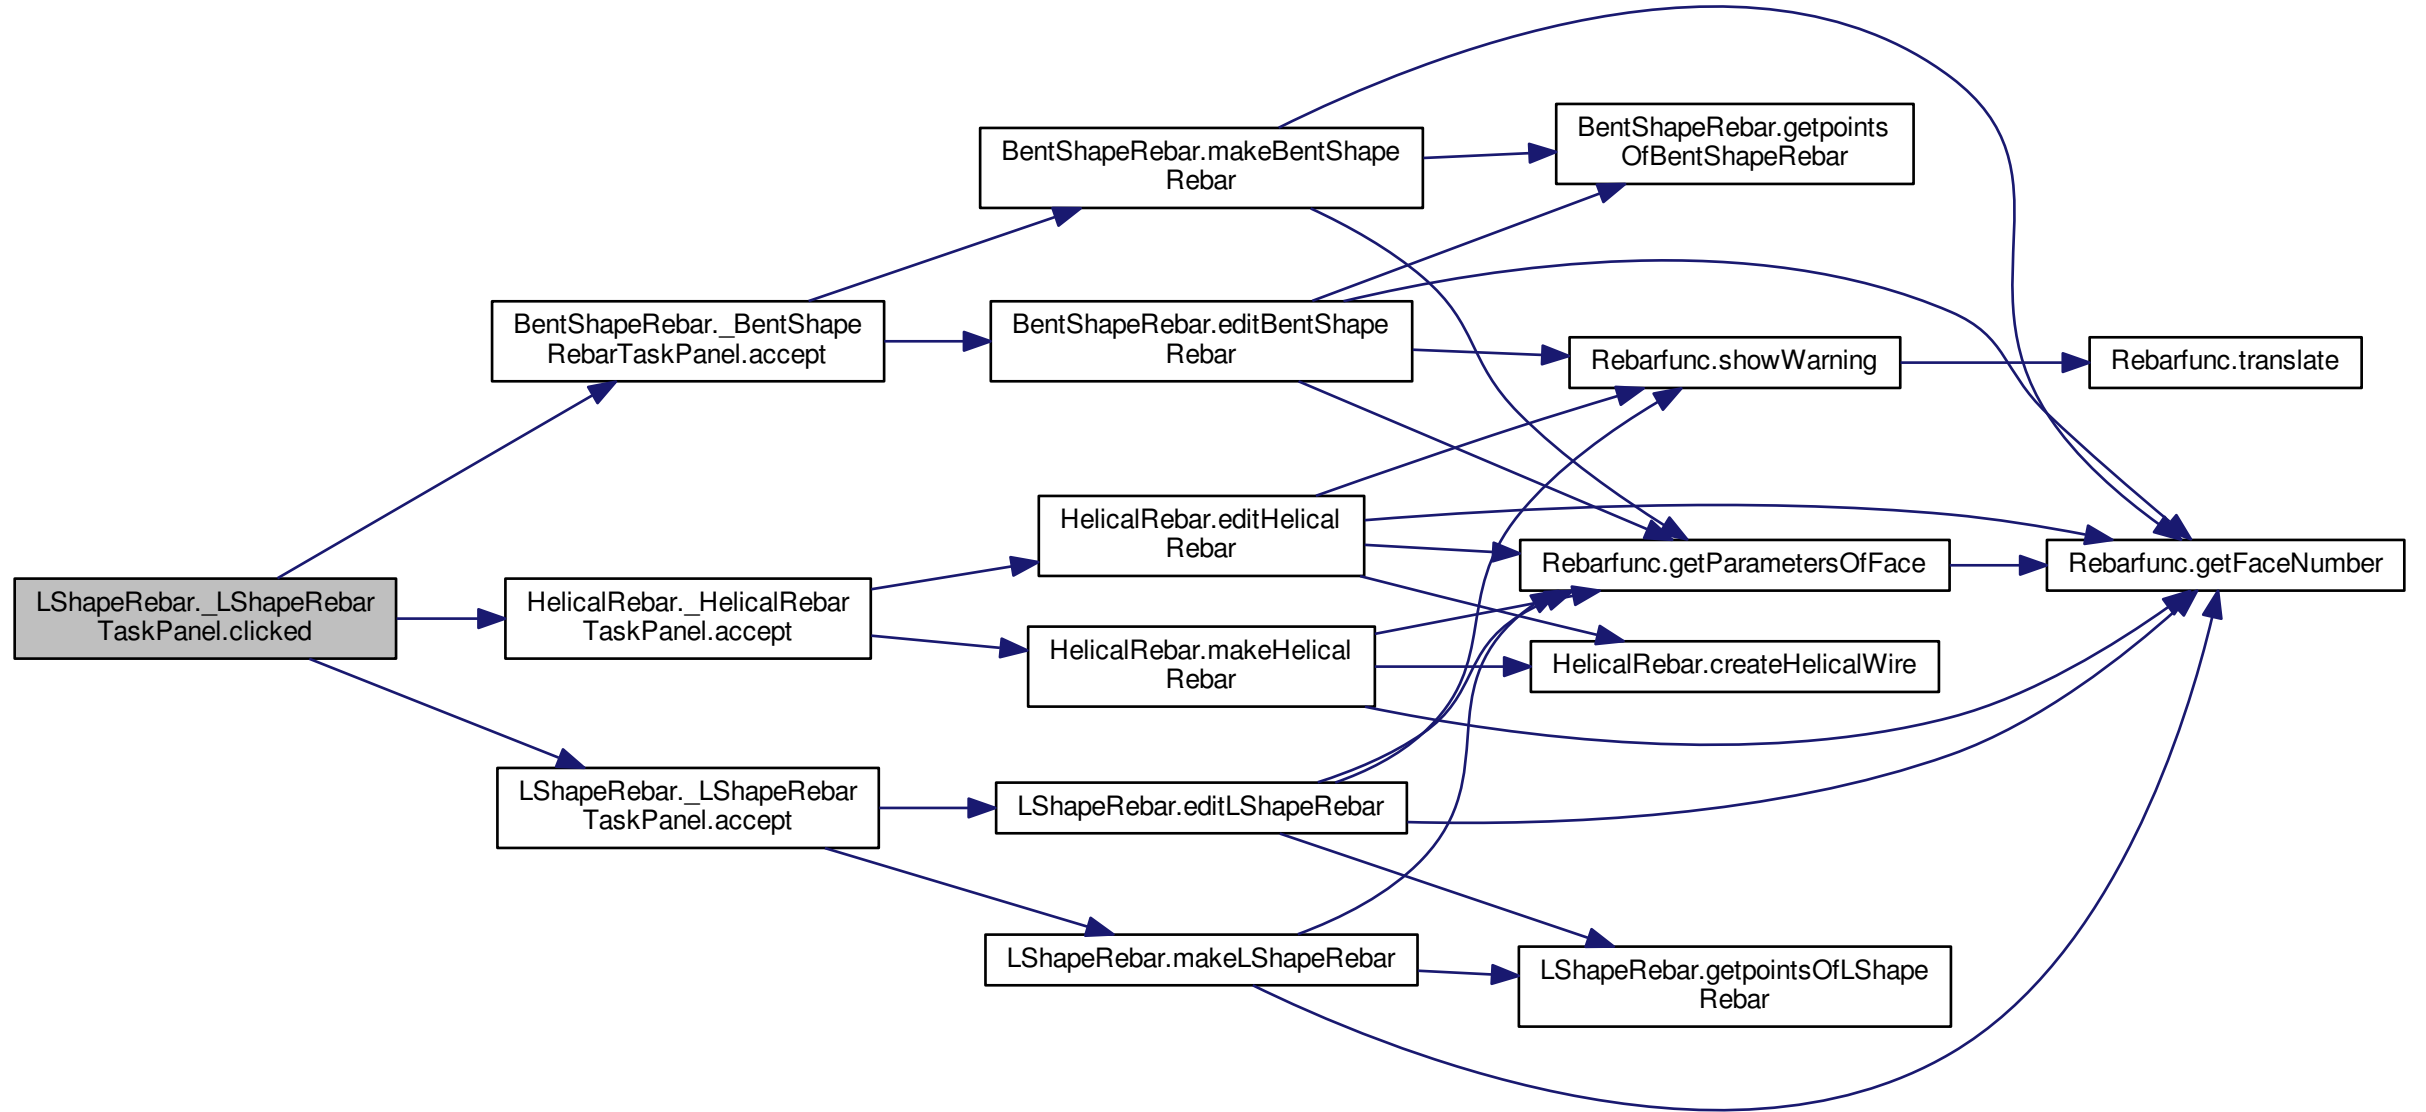 LShapeRebar._LShapeRebar
TaskPanel.clicked
BentShapeRebar._BentShape
RebarTaskPanel.accept
HelicalRebar._HelicalRebar
TaskPanel.accept
LShapeRebar._LShapeRebar
TaskPanel.accept
BentShapeRebar.makeBentShape
Rebar
BentShapeRebar.editBentShape
Rebar
HelicalRebar.editHelical
Rebar
HelicalRebar.makeHelical
Rebar
LShapeRebar.editLShapeRebar
LShapeRebar.makeLShapeRebar
BentShapeRebar.getpoints
OfBentShapeRebar
Rebarfunc.showWarning
Rebarfunc.getParametersOfFace
HelicalRebar.createHelicalWire
LShapeRebar.getpointsOfLShape
Rebar
Rebarfunc.translate
Rebarfunc.getFaceNumber